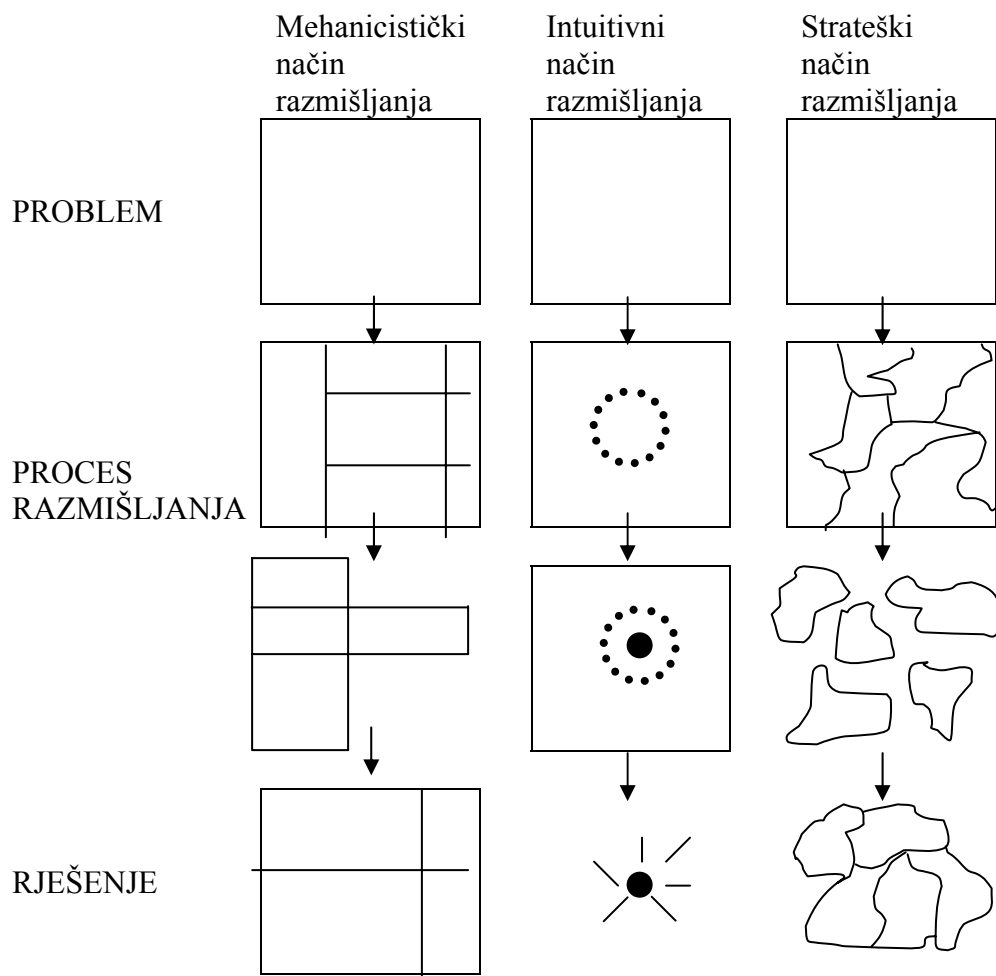 Mehanicistički
način
razmišljanja
Intuitivni
način
razmišljanja
Strateški
način
razmišljanja
PROBLEM
PROCES
RAZMIŠLJANJA
RJEŠENJE